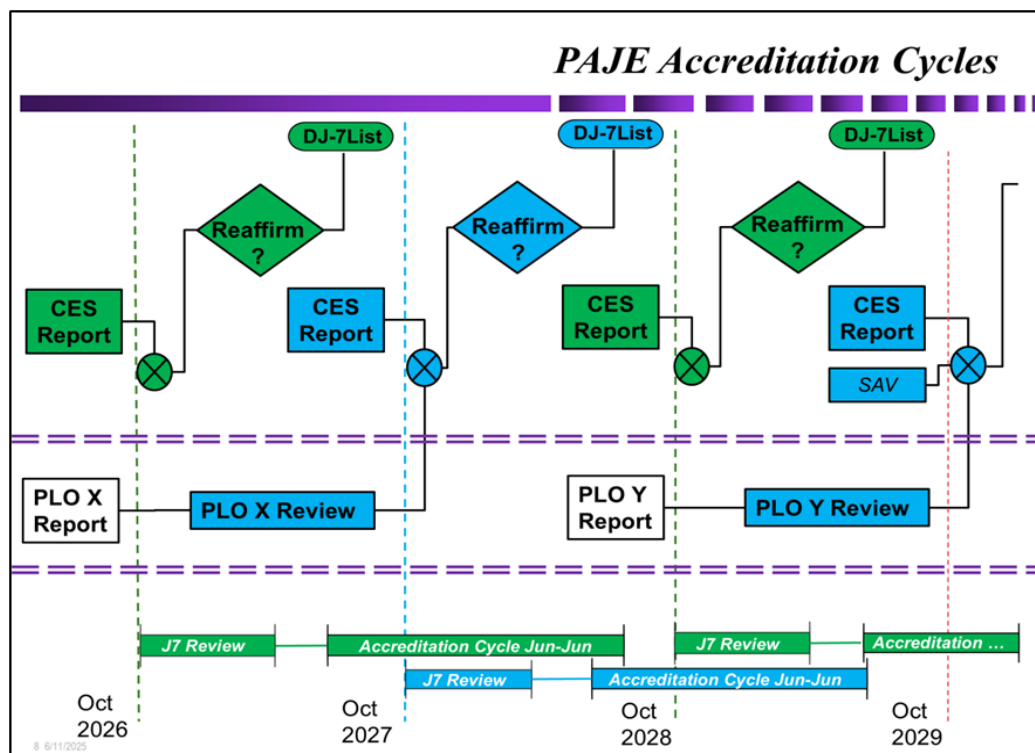 PAJE Accreditation Cycles
DJ-7List
DJ-7List
DJ-7List
Reaffirm
?
Reaffirm
?
Reaffirm
?
CES
Report
CES
Report
CES
Report
CES
Report
SAV
PLO X
Report
PLO X Review
PLO Y
Report
PLO Y Review
J7 Review
Accreditation Cycle Jun-Jun
J7 Review
Accreditation ...
J7 Review
Accreditation Cycle Jun-Jun
Oct
2026
Oct
2027
Oct
2028
Oct
2029
8 6/11/2025